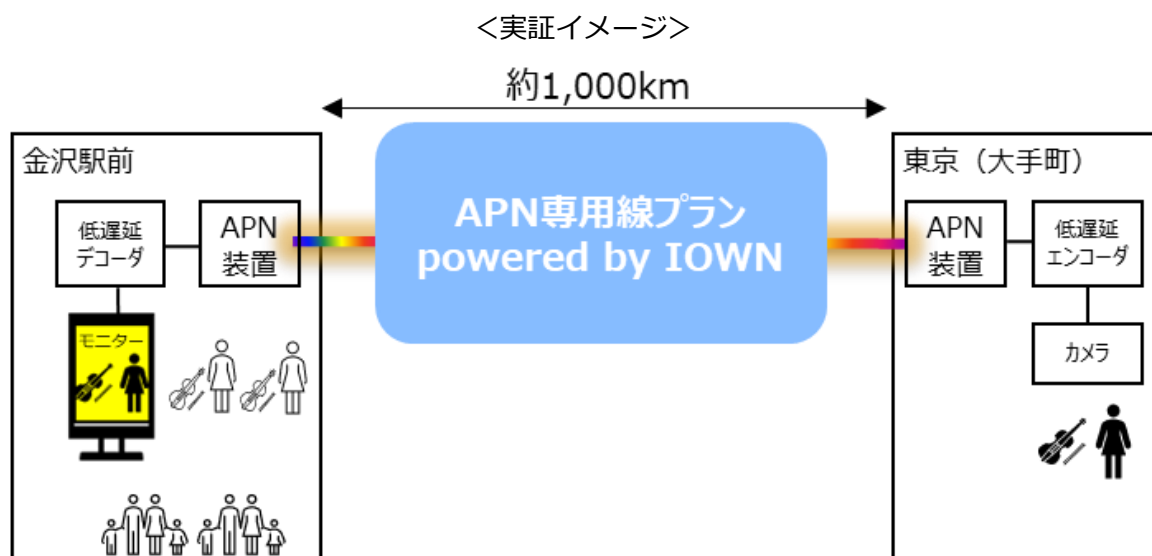 ＜実証イメージ＞
約1,000km
金沢駅前
低遅延
デコーダ
APN
装置
モニター
APN専用線プラン
powered by IOWN
東京（大手町）
APN
装置
低遅延
エンコーダ
カメラ